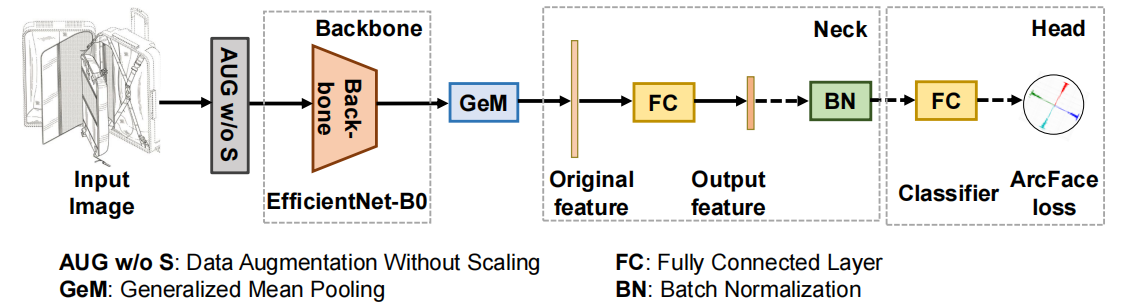 Backbone
Neck
Head
AUG w/o S
Back-
bone
GeM
FC
BN
FC
Input
Image
EfficientNet-B0
Original
feature
Output
feature
Classifier
ArcFace
loss
AUG w/o S: Data Augmentation Without Scaling
FC: Fully Connected Layer
GeM: Generalized Mean Pooling
BN: Batch Normalization